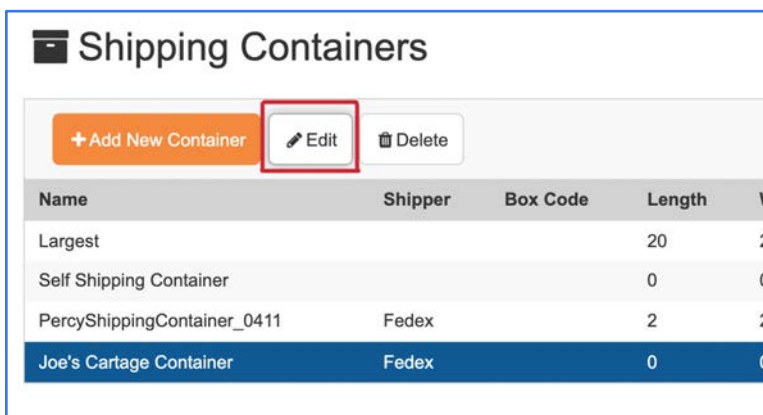 Shipping Containers
+Add New Container Edit Delete
Name Shipper Box Code Length
Largest 20
Self Shipping Container 0
PercyShippingContainer_0411 Fedex 2
Joe's Cartage Container Fedex 0